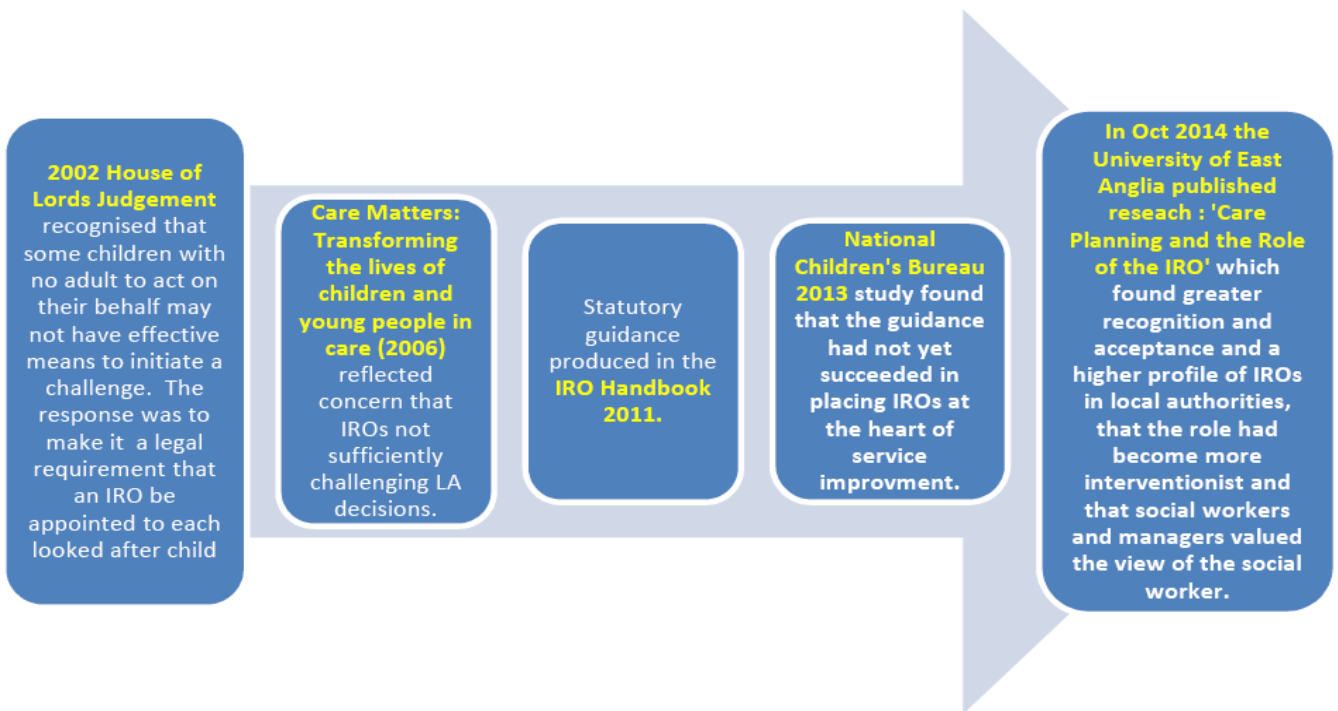 2002 House of
Lords Judgement
recognised that
some children with
no adult to act on
their behalf may
not have effective
means to initiate a
challenge.  The
response was to
make it  a legal
requirement that
an IRO be
appointed to each
looked after child
Care Matters:
Transforming
the lives of
children and
young people in
care (2006)
reflected
concern that
IROs not
sufficiently
challenging LA
decisions.
Statutory
guidance
produced in the
IRO Handbook
2011.
National
Children's Bureau
2013 study found
that the guidance
had not yet
succeeded in
placing IROs at
the heart of
service
improvment.
In Oct 2014 the
University of East
Anglia published
reseach : 'Care
Planning and the Role
of the IRO' which
found greater
recognition and
acceptance and a
higher profile of IROs
in local authorities,
that the role had
become more
interventionist and
that social workers
and managers valued
the view of the social
worker.